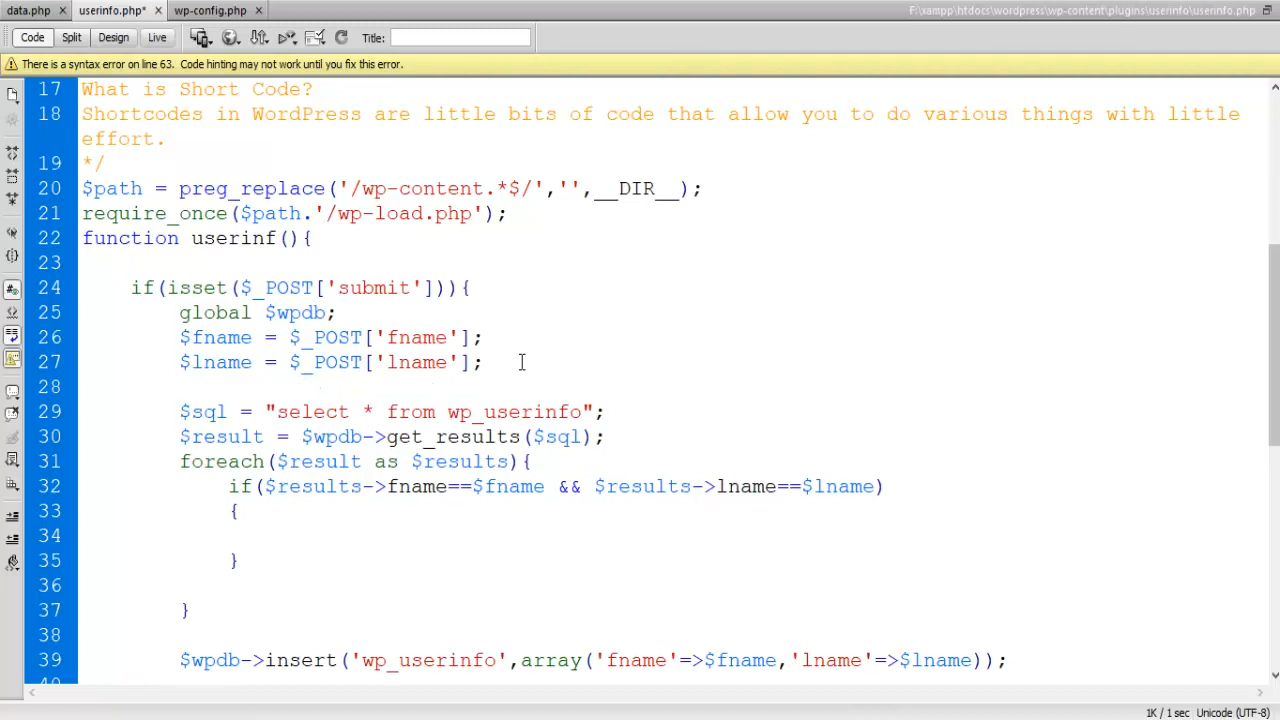 data.php × userinfo.php* × wp-config.php × F:\xampp\htdocs\wordpress\wp-content\plugins\userinfo\userinfo.php
Code Split Design Live Title:
There is a syntax error on line 63. Code hinting may not work until you fix this error.
17 What is Short Code?
18 Shortcodes in WordPress are little bits of code that allow you to do various things with little
effort.
19 */
20 $path = preg_replace('/wp-content.*$/','',__DIR__);
21 require_once($path.'/wp-load.php');
22 function userinf(){
23
24 if(isset($_POST['submit'])){
25 global $wpdb;
26 $fname = $_POST['fname'];
27 $lname = $_POST['lname'];
28
29 $sql = "select * from wp_userinfo";
30 $result = $wpdb->get_results($sql);
31 foreach($result as $results){
32 if($results->fname==$fname && $results->lname==$lname)
33 {
34
35 }
36
37 }
38
39 $wpdb->insert('wp_userinfo',array('fname'=>$fname,'lname'=>$lname));
1K / 1 sec Unicode (UTF-8)